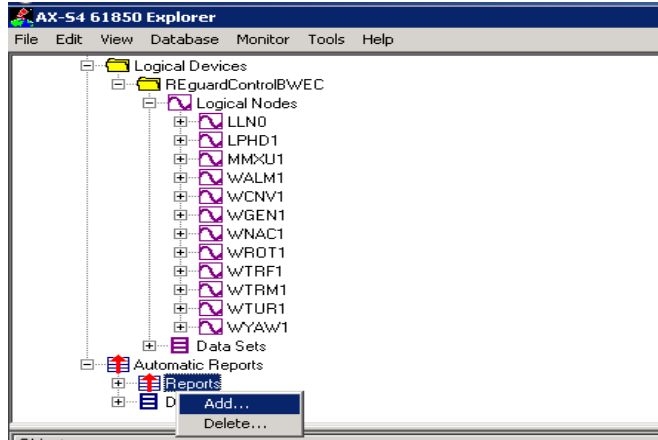 AX-S4 61850 Explorer
File Edit View Database Monitor Tools Help
Logical Devices
REguardControlBWEC
Logical Nodes
LLN0
LPHD1
MMXU1
WALM1
WCNV1
WGEN1
WNAC1
WROT1
WTRF1
WTRM1
WTUR1
WYAW1
Data Sets
Automatic Reports
Reports
D
Add...
Delete...